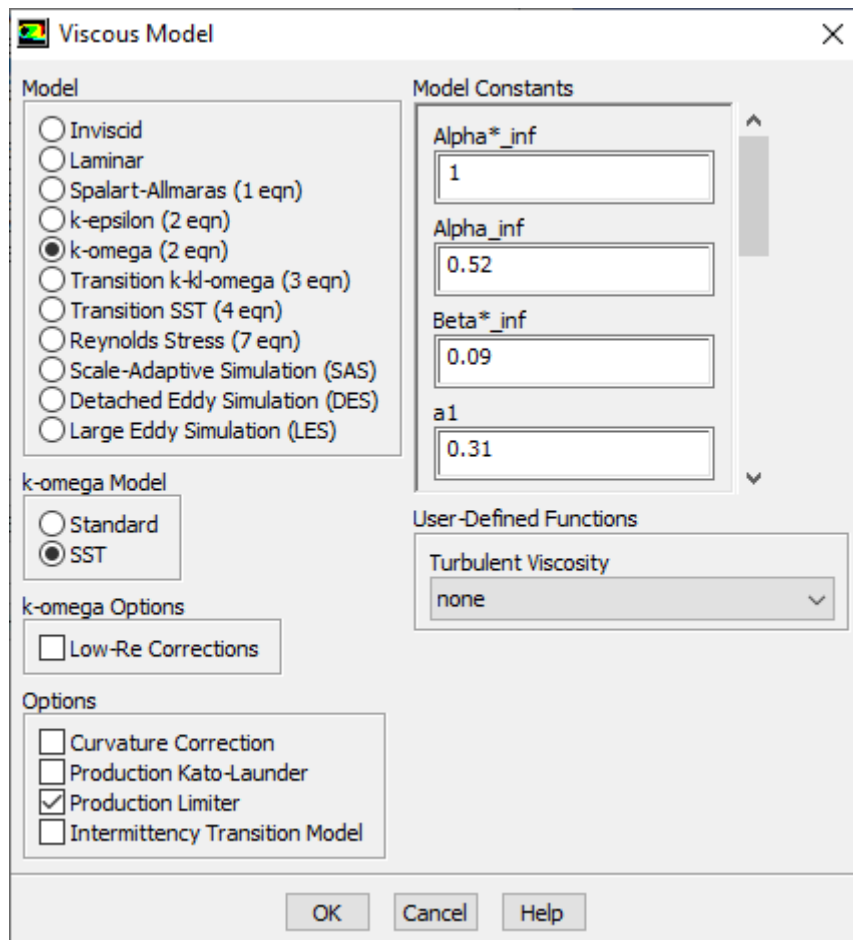 Viscous Model
Model
Inviscid
Laminar
Spalart-Allmaras (1 eqn)
k-epsilon (2 eqn)
k-omega (2 eqn)
Transition k-kl-omega (3 eqn)
Transition SST (4 eqn)
Reynolds Stress (7 eqn)
Scale-Adaptive Simulation (SAS)
Detached Eddy Simulation (DES)
Large Eddy Simulation (LES)
k-omega Model
Standard
SST
k-omega Options
Low-Re Corrections
Options
Curvature Correction
Production Kato-Launder
Production Limiter
Intermittency Transition Model
Model Constants
Alpha*_inf
1
Alpha_inf
0.52
Beta*_inf
0.09
a1
0.31
User-Defined Functions
Turbulent Viscosity
none
OK
Cancel
Help